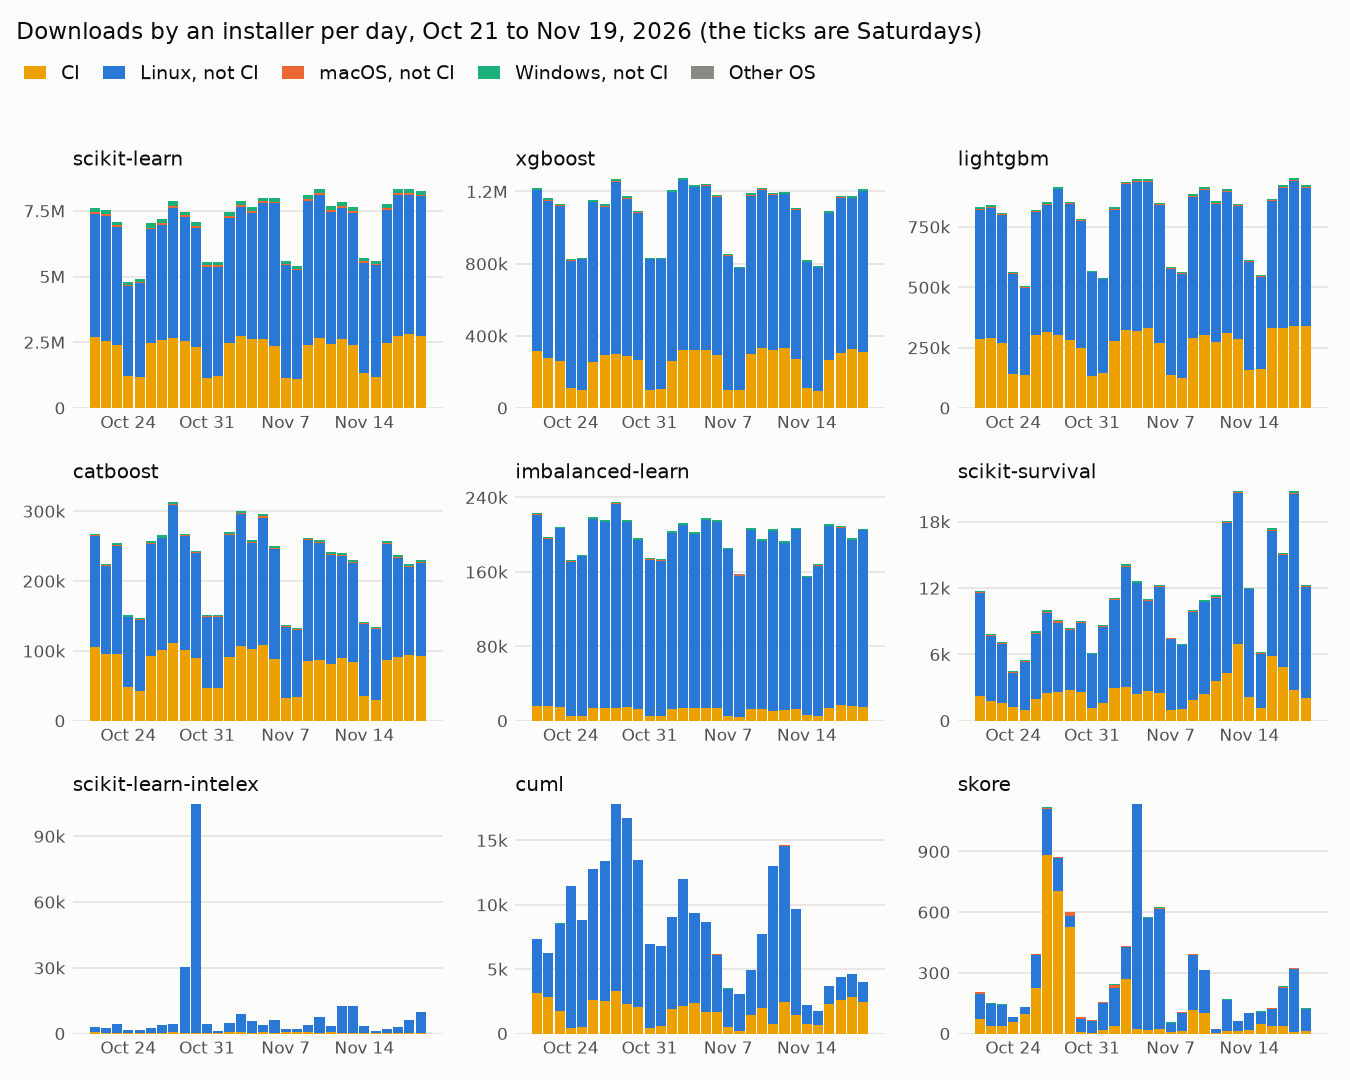 Downloads by an installer per day, Oct 21 to Nov 19, 2026 (the ticks are Saturdays)
CI Linux, not CI macOS, not CI Windows, not CI Other OS
scikit-learn
7.5M
5M
2.5M
0
Oct 24 Oct 31 Nov 7 Nov 14
xgboost
1.2M
800k
400k
0
Oct 24 Oct 31 Nov 7 Nov 14
lightgbm
750k
500k
250k
0
Oct 24 Oct 31 Nov 7 Nov 14
catboost
300k
200k
100k
0
Oct 24 Oct 31 Nov 7 Nov 14
imbalanced-learn
240k
160k
80k
0
Oct 24 Oct 31 Nov 7 Nov 14
scikit-survival
18k
12k
6k
0
Oct 24 Oct 31 Nov 7 Nov 14
scikit-learn-intelex
90k
60k
30k
0
Oct 24 Oct 31 Nov 7 Nov 14
cuml
15k
10k
5k
0
Oct 24 Oct 31 Nov 7 Nov 14
skore
900
600
300
0
Oct 24 Oct 31 Nov 7 Nov 14